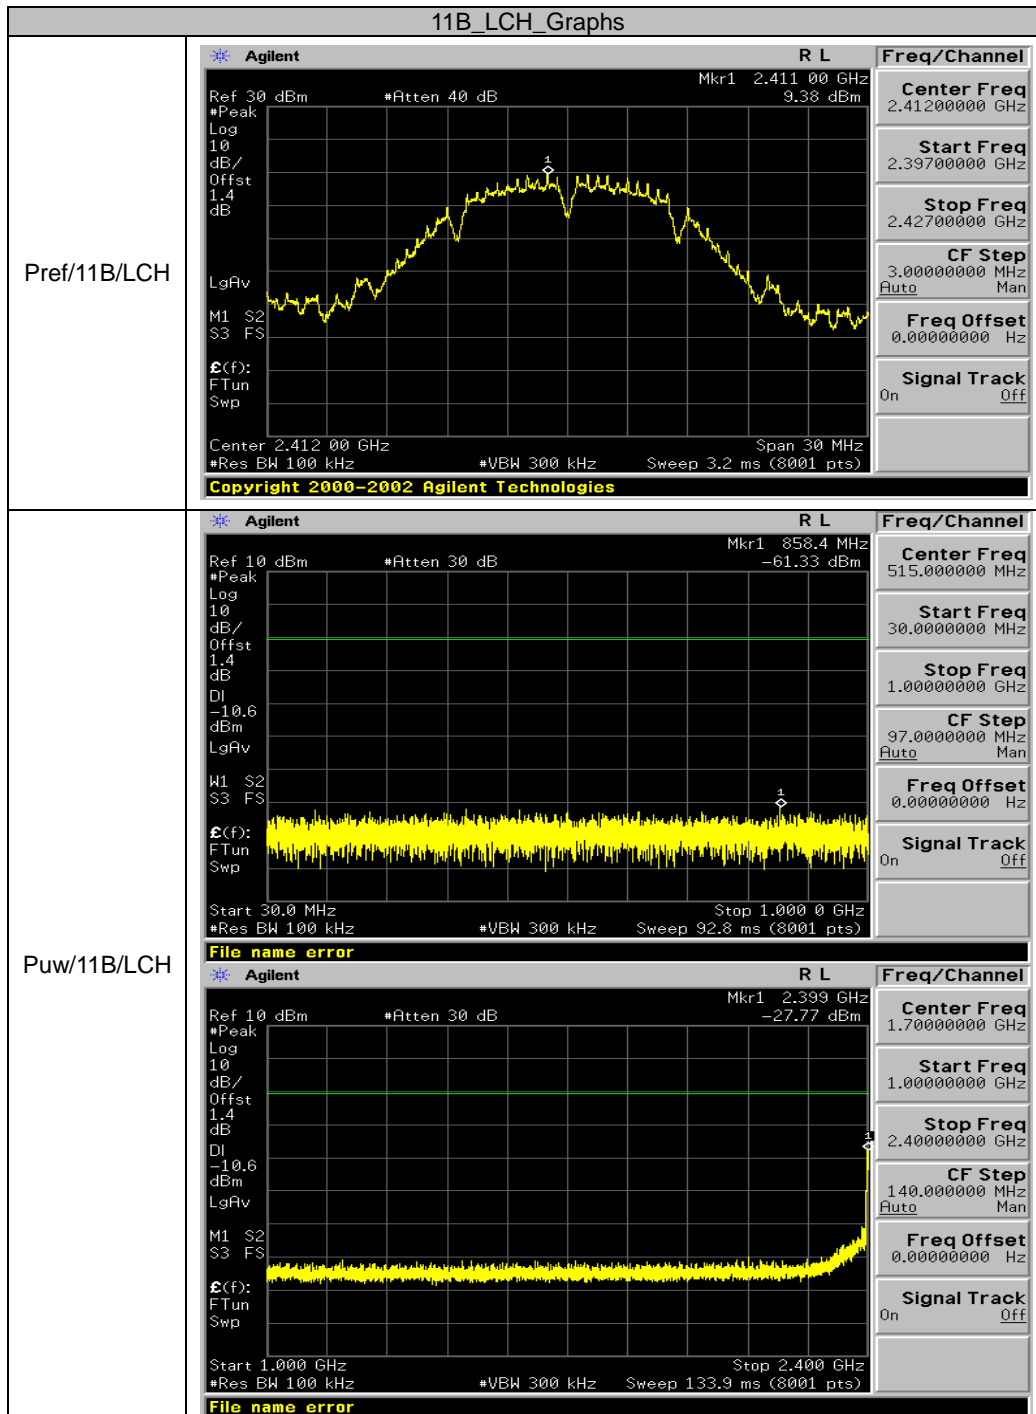 11B_LCH_Graphs
Pref/11B/LCH
Agilent R L Freq/Channel
Mkr1 2.411 00 GHz
Ref 30 dBm #Atten 40 dB 9.38 dBm
#Peak
Log
10
dB/
Offst
1.4
dB
LgAv
M1 S2
S3 FS
£(f):
FTun
Swp
1
Center 2.412 00 GHz Span 30 MHz
#Res BW 100 kHz #VBW 300 kHz Sweep 3.2 ms (8001 pts)
Copyright 2000-2002 Agilent Technologies
Center Freq
2.41200000 GHz
Start Freq
2.39700000 GHz
Stop Freq
2.42700000 GHz
CF Step
3.00000000 MHz
Auto Man
Freq Offset
0.00000000 Hz
Signal Track
On Off
Puw/11B/LCH
Agilent R L Freq/Channel
Mkr1 858.4 MHz
Ref 10 dBm #Atten 30 dB -61.33 dBm
#Peak
Log
10
dB/
Offst
1.4
dB
DI
-10.6
dBm
LgAv
W1 S2
S3 FS
£(f):
FTun
Swp
1
Start 30.0 MHz Stop 1.000 0 GHz
#Res BW 100 kHz #VBW 300 kHz Sweep 92.8 ms (8001 pts)
File name error
Center Freq
515.000000 MHz
Start Freq
30.0000000 MHz
Stop Freq
1.00000000 GHz
CF Step
97.0000000 MHz
Auto Man
Freq Offset
0.00000000 Hz
Signal Track
On Off
Agilent R L Freq/Channel
Mkr1 2.399 GHz
Ref 10 dBm #Atten 30 dB -27.77 dBm
#Peak
Log
10
dB/
Offst
1.4
dB
DI
-10.6
dBm
LgAv
M1 S2
S3 FS
£(f):
FTun
Swp
1
Start 1.000 GHz Stop 2.400 GHz
#Res BW 100 kHz #VBW 300 kHz Sweep 133.9 ms (8001 pts)
File name error
Center Freq
1.70000000 GHz
Start Freq
1.00000000 GHz
Stop Freq
2.40000000 GHz
CF Step
140.000000 MHz
Auto Man
Freq Offset
0.00000000 Hz
Signal Track
On Off